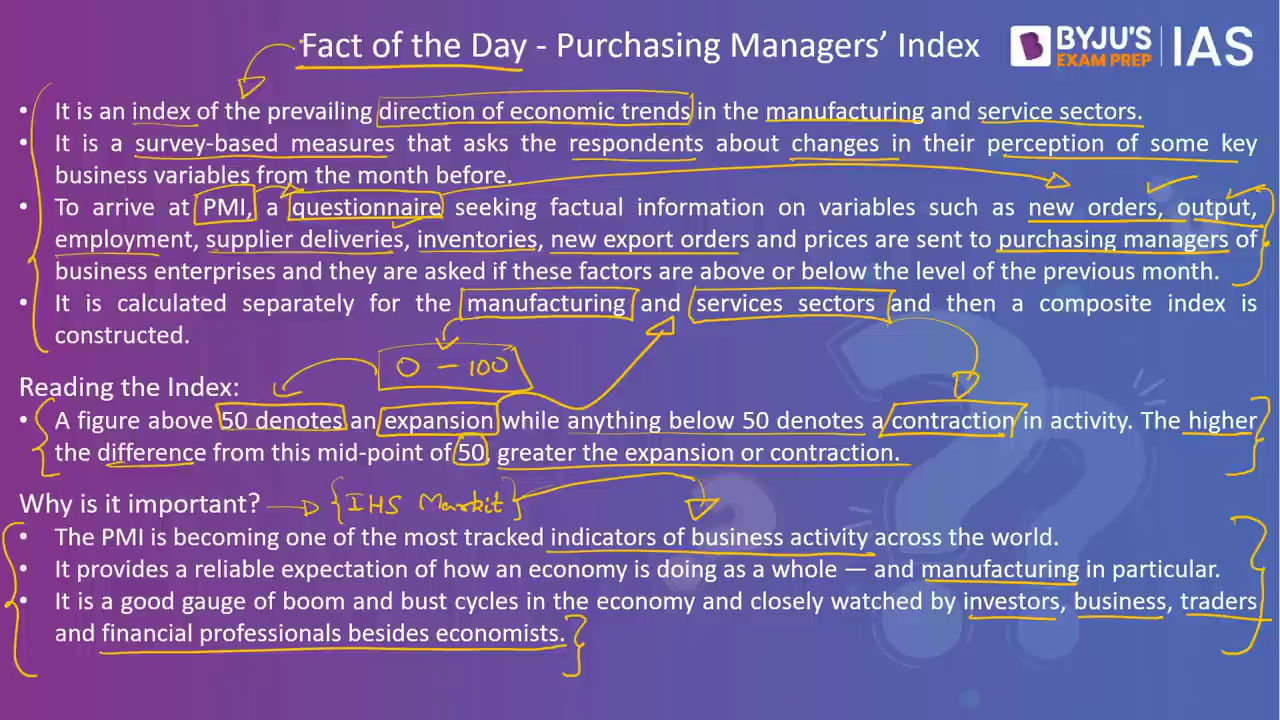 Fact of the Day - Purchasing Managers’ Index
BYJU'S
EXAM PREP
IAS
• It is an index of the prevailing direction of economic trends in the manufacturing and service sectors.
• It is a survey-based measures that asks the respondents about changes in their perception of some key
business variables from the month before.
• To arrive at PMI, a questionnaire seeking factual information on variables such as new orders, output,
employment, supplier deliveries, inventories, new export orders and prices are sent to purchasing managers of
business enterprises and they are asked if these factors are above or below the level of the previous month.
• It is calculated separately for the manufacturing and services sectors and then a composite index is
constructed.
0 – 100
Reading the Index:
• A figure above 50 denotes an expansion while anything below 50 denotes a contraction in activity. The higher
the difference from this mid-point of 50, greater the expansion or contraction.
Why is it important? → {IHS Markit}
• The PMI is becoming one of the most tracked indicators of business activity across the world.
• It provides a reliable expectation of how an economy is doing as a whole — and manufacturing in particular.
• It is a good gauge of boom and bust cycles in the economy and closely watched by investors, business, traders
and financial professionals besides economists.